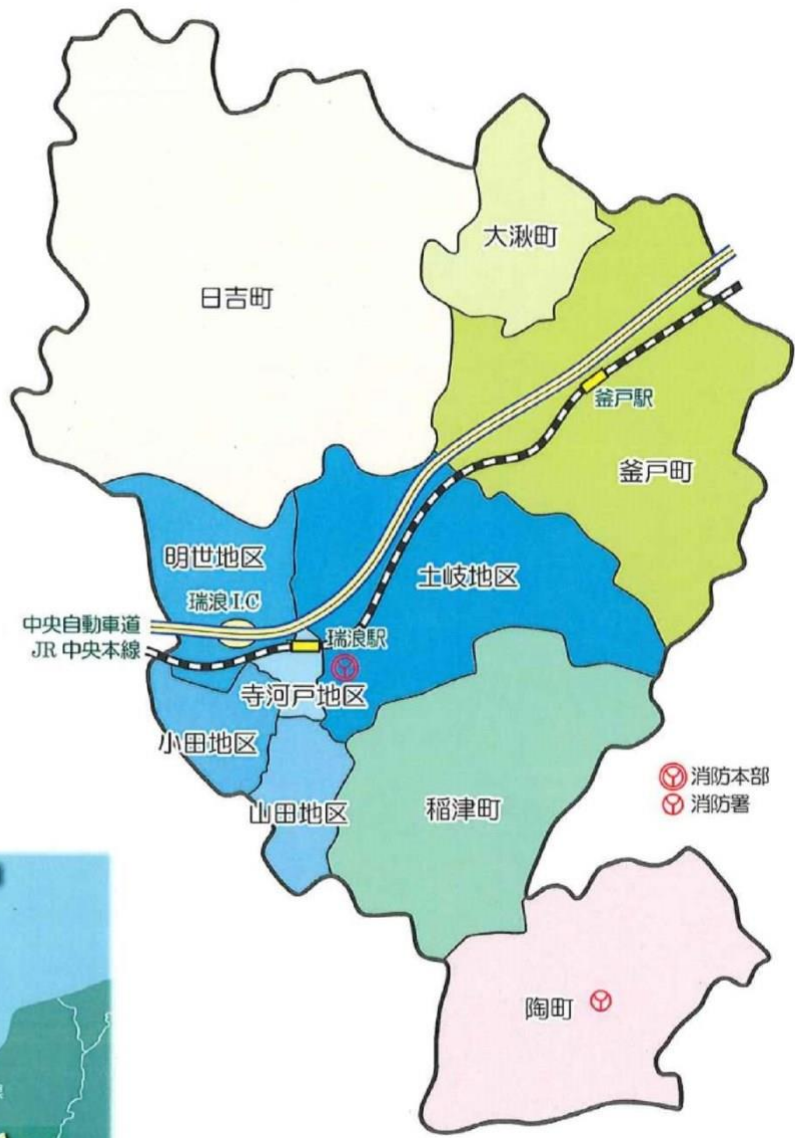 大湫町
日吉町
釜戸駅
釜戸町
明世地区
土岐地区
瑞浪I.C
中央自動車道
瑞浪駅
JR中央本線
寺河戸地区
小田地区
消防本部
消防署
山田地区
稲津町
陶町